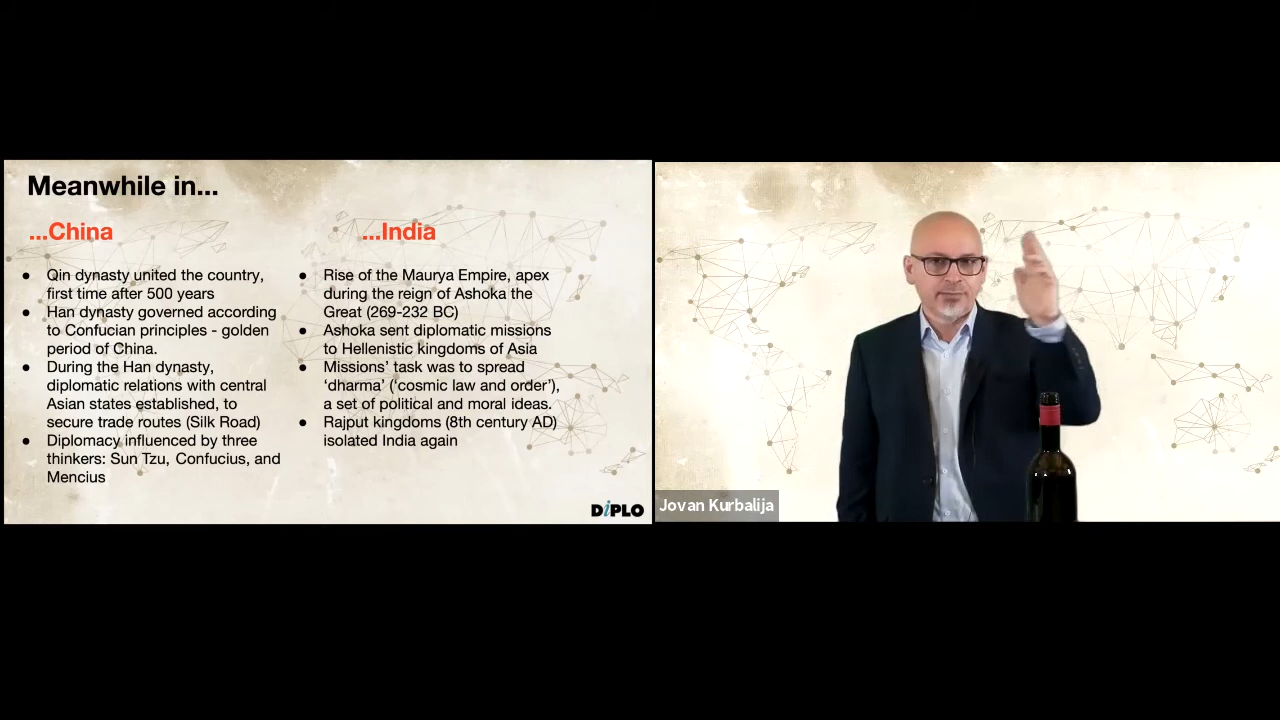 Meanwhile in...
...China
● Qin dynasty united the country,
first time after 500 years
● Han dynasty governed according
to Confucian principles - golden
period of China.
● During the Han dynasty,
diplomatic relations with central
Asian states established, to
secure trade routes (Silk Road)
● Diplomacy influenced by three
thinkers: Sun Tzu, Confucius, and
Mencius
...India
● Rise of the Maurya Empire, apex
during the reign of Ashoka the
Great (269-232 BC)
● Ashoka sent diplomatic missions
to Hellenistic kingdoms of Asia
● Missions’ task was to spread
‘dharma’ (‘cosmic law and order’),
a set of political and moral ideas.
● Rajput kingdoms (8th century AD)
isolated India again
DiPLO
Jovan Kurbalija